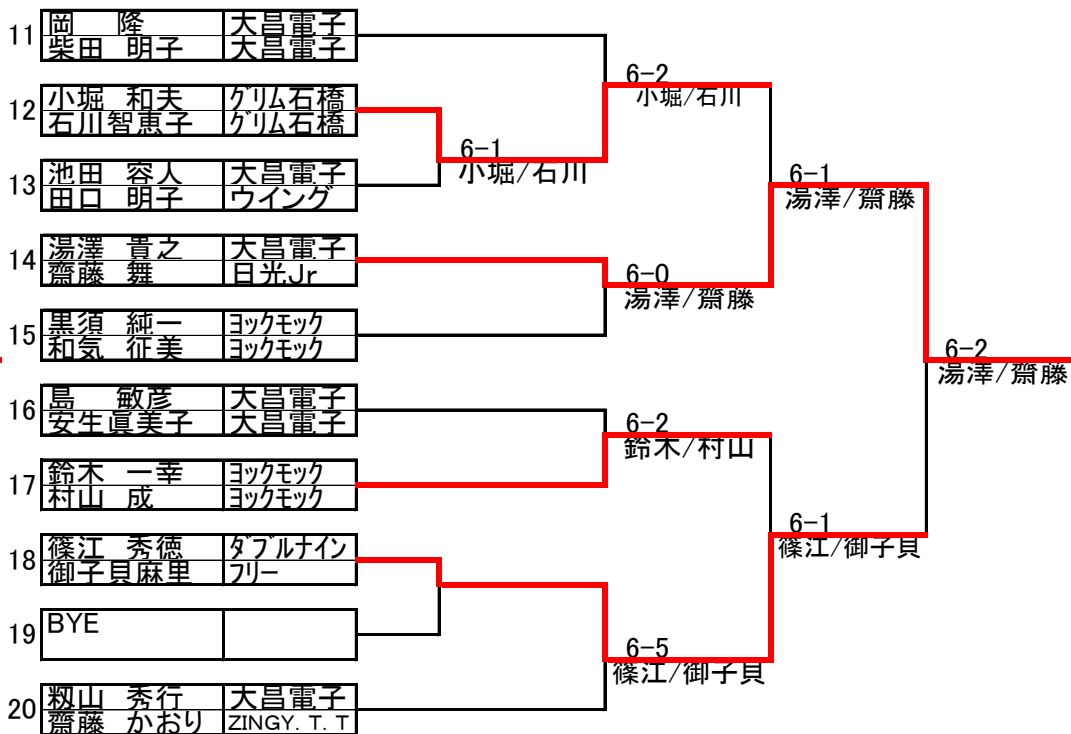 11 岡 隆 大昌電子
柴田 明子 大昌電子
6-2
小堀/石川
12 小堀 和夫 グリム石橋
石川智恵子 グリム石橋
6-1
小堀/石川
13 池田 容人 大昌電子
田口 明子 ウイング
6-1
湯澤/齋藤
14 湯澤 貴之 大昌電子
齋藤 舞 日光Jr
6-0
湯澤/齋藤
15 黒須 純一 ヨックモック
和気 征美 ヨックモック
6-2
湯澤/齋藤
16 島 敏彦 大昌電子
安生眞美子 大昌電子
6-2
鈴木/村山
17 鈴木 一幸 ヨックモック
村山 成 ヨックモック
6-1
篠江/御子貝
18 篠江 秀徳 ダブルナイン
御子貝麻里 フリー
19 BYE
6-5
篠江/御子貝
20 籾山 秀行 大昌電子
齋藤 かおり ZINGY.T.T